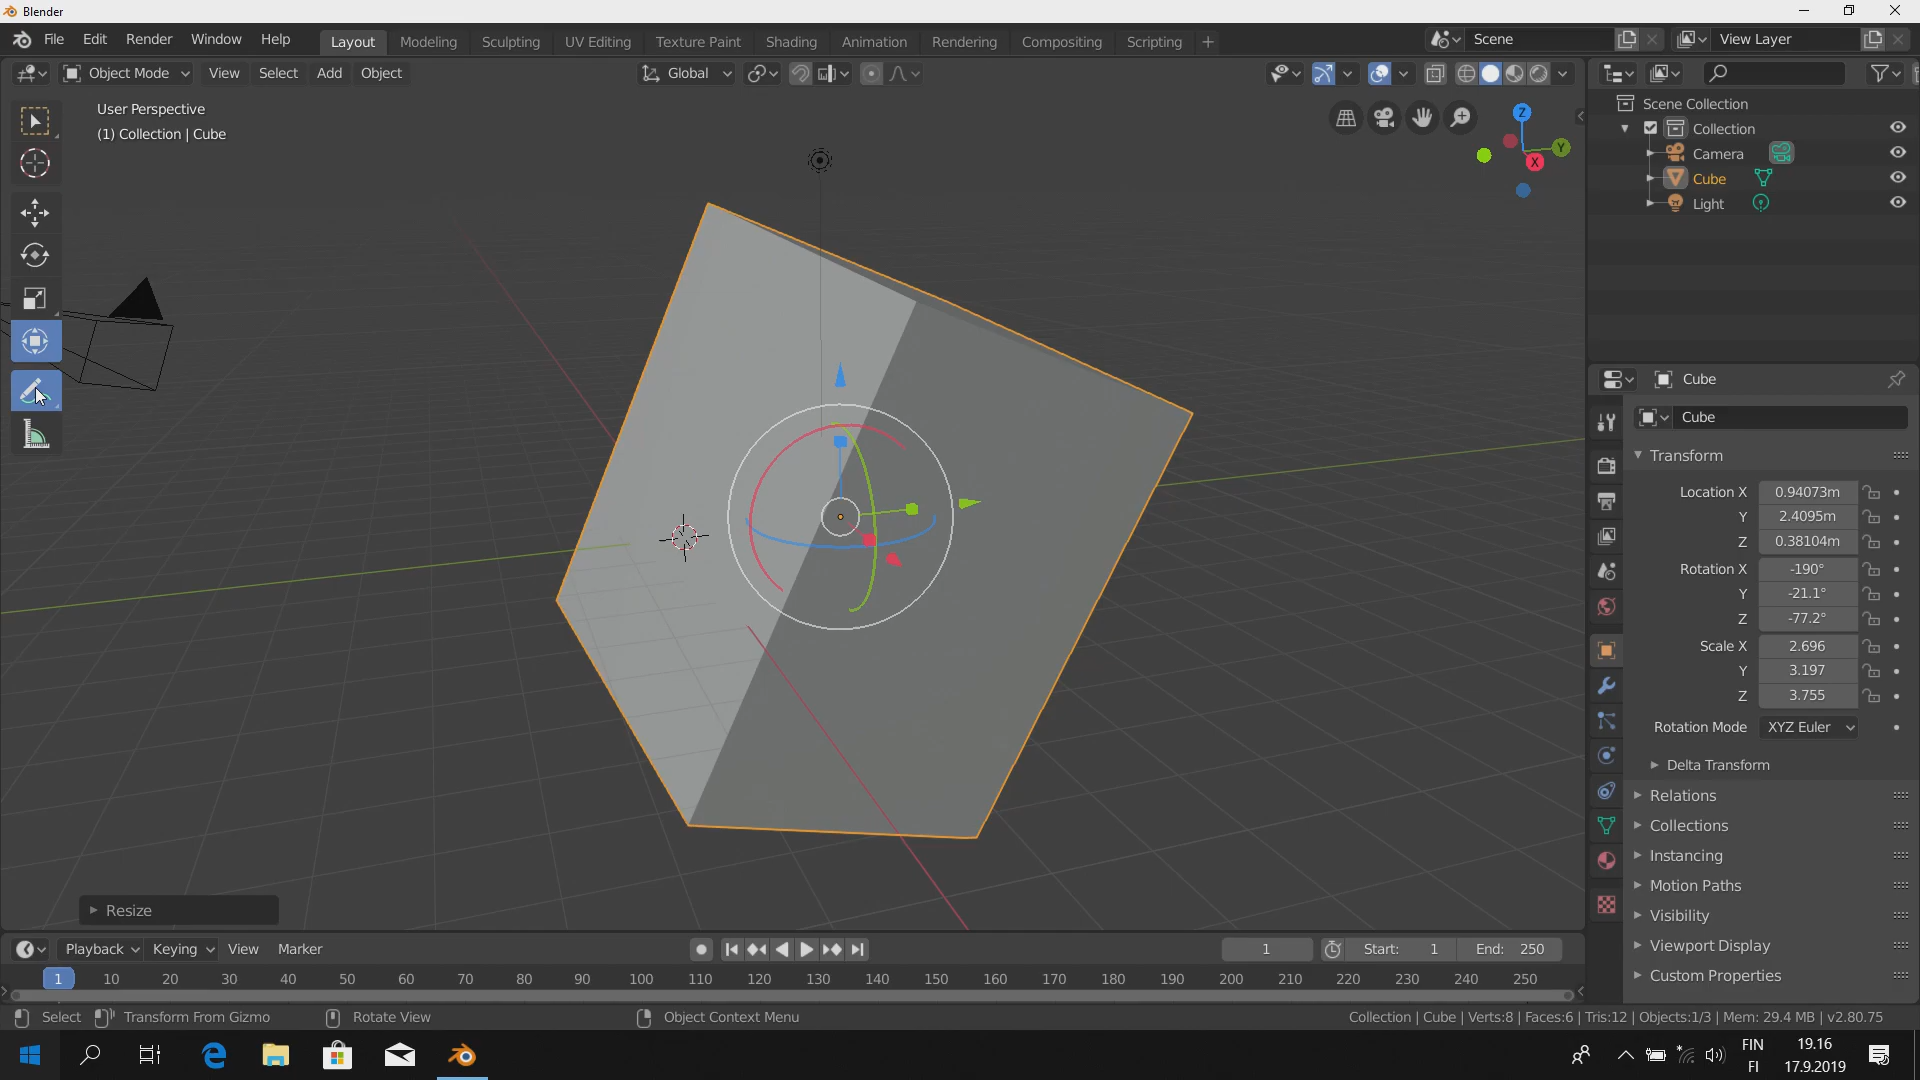 Blender
File Edit Render Window Help Layout Modeling Sculpting UV Editing Texture Paint Shading Animation Rendering Compositing Scripting + Scene View Layer
Object Mode View Select Add Object Global
User Perspective
(1) Collection | Cube
Z
Y
X
Scene Collection
Collection
Camera
Cube
Light
Cube
Cube
Transform
Location X 0.94073m
Y 2.4095m
Z 0.38104m
Rotation X -190°
Y -21.1°
Z -77.2°
Scale X 2.696
Y 3.197
Z 3.755
Rotation Mode XYZ Euler
Delta Transform
Relations
Collections
Instancing
Motion Paths
Visibility
Viewport Display
Custom Properties
Resize
Playback Keying View Marker 1 Start: 1 End: 250
1 10 20 30 40 50 60 70 80 90 100 110 120 130 140 150 160 170 180 190 200 210 220 230 240 250
Select Transform From Gizmo Rotate View Object Context Menu Collection | Cube | Verts:8 | Faces:6 | Tris:12 | Objects:1/3 | Mem: 29.4 MB | v2.80.75
FIN
FI
19.16
17.9.2019